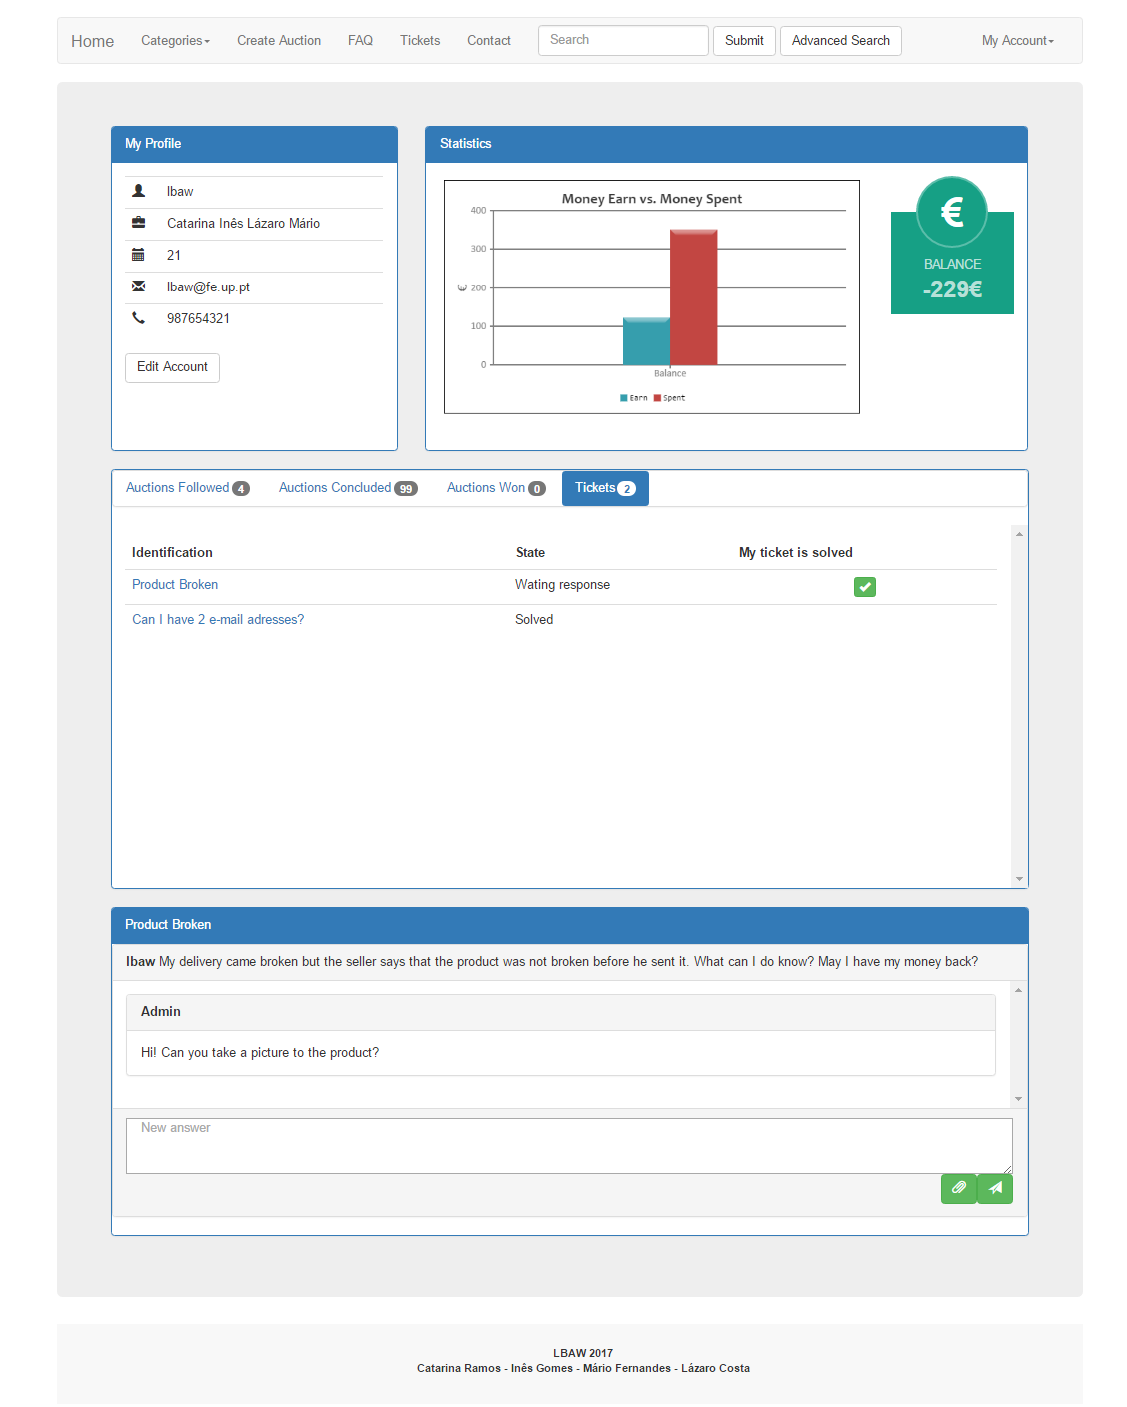 Home Categories Create Auction FAQ Tickets Contact Search Submit Advanced Search My Account
My Profile
lbaw
Catarina Inês Lázaro Mário
21
lbaw@fe.up.pt
987654321
Edit Account
Statistics
Money Earn vs. Money Spent
400
300
€ 200
100
0
Balance
Earn Spent
€
BALANCE
-229€
Auctions Followed 4 Auctions Concluded 99 Auctions Won 0 Tickets 2
Identification State My ticket is solved
Product Broken Wating response
Can I have 2 e-mail adresses? Solved
Product Broken
lbaw My delivery came broken but the seller says that the product was not broken before he sent it. What can I do know? May I have my money back?
Admin
Hi! Can you take a picture to the product?
New answer
LBAW 2017
Catarina Ramos - Inês Gomes - Mário Fernandes - Lázaro Costa